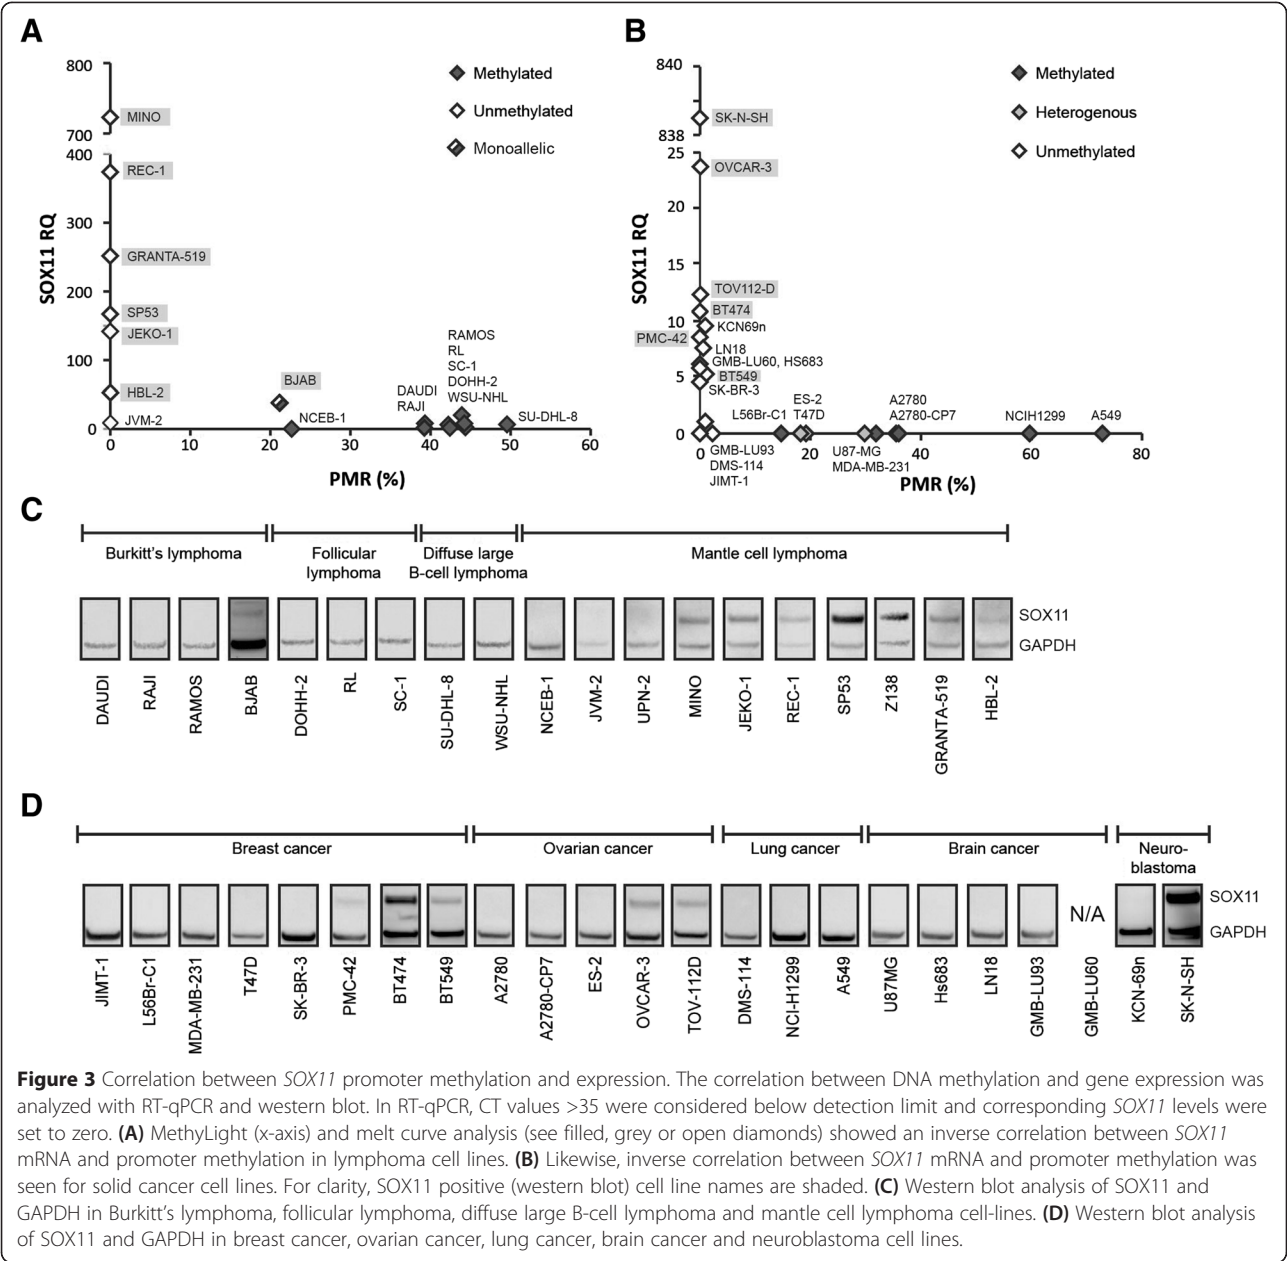 A
800
700
400
300
200
100
0
SOX11 RQ
MINO
REC-1
GRANTA-519
SP53
JEKO-1
HBL-2
JVM-2
BJAB
NCEB-1
DAUDI
RAJI
RAMOS
RL
SC-1
DOHH-2
WSU-NHL
SU-DHL-8
Methylated
Unmethylated
Monoallelic
0 10 20 30 40 50 60
PMR (%)
B
840
838
25
20
15
10
5
0
SOX11 RQ
SK-N-SH
OVCAR-3
TOV112-D
BT474
KCN69n
PMC-42
LN18
GMB-LU60, HS683
BT549
SK-BR-3
L56Br-C1
ES-2
T47D
A2780
A2780-CP7
NCIH1299
A549
GMB-LU93
DMS-114
JIMT-1
U87-MG
MDA-MB-231
Methylated
Heterogenous
Unmethylated
20 40 60 80
PMR (%)
C
Burkitt's lymphoma
Follicular
lymphoma
Diffuse large
B-cell lymphoma
Mantle cell lymphoma
SOX11
GAPDH
DAUDI
RAJI
RAMOS
BJAB
DOHH-2
RL
SC-1
SU-DHL-8
WSU-NHL
NCEB-1
JVM-2
UPN-2
MINO
JEKO-1
REC-1
SP53
Z138
GRANTA-519
HBL-2
D
Breast cancer
Ovarian cancer
Lung cancer
Brain cancer
Neuro-
blastoma
N/A
SOX11
GAPDH
JIMT-1
L56Br-C1
MDA-MB-231
T47D
SK-BR-3
PMC-42
BT474
BT549
A2780
A2780-CP7
ES-2
OVCAR-3
TOV-112D
DMS-114
NCI-H1299
A549
U87MG
Hs683
LN18
GMB-LU93
GMB-LU60
KCN-69n
SK-N-SH
Figure 3 Correlation between SOX11 promoter methylation and expression. The correlation between DNA methylation and gene expression was
analyzed with RT-qPCR and western blot. In RT-qPCR, CT values >35 were considered below detection limit and corresponding SOX11 levels were
set to zero. (A) MethyLight (x-axis) and melt curve analysis (see filled, grey or open diamonds) showed an inverse correlation between SOX11
mRNA and promoter methylation in lymphoma cell lines. (B) Likewise, inverse correlation between SOX11 mRNA and promoter methylation was
seen for solid cancer cell lines. For clarity, SOX11 positive (western blot) cell line names are shaded. (C) Western blot analysis of SOX11 and
GAPDH in Burkitt's lymphoma, follicular lymphoma, diffuse large B-cell lymphoma and mantle cell lymphoma cell-lines. (D) Western blot analysis
of SOX11 and GAPDH in breast cancer, ovarian cancer, lung cancer, brain cancer and neuroblastoma cell lines.